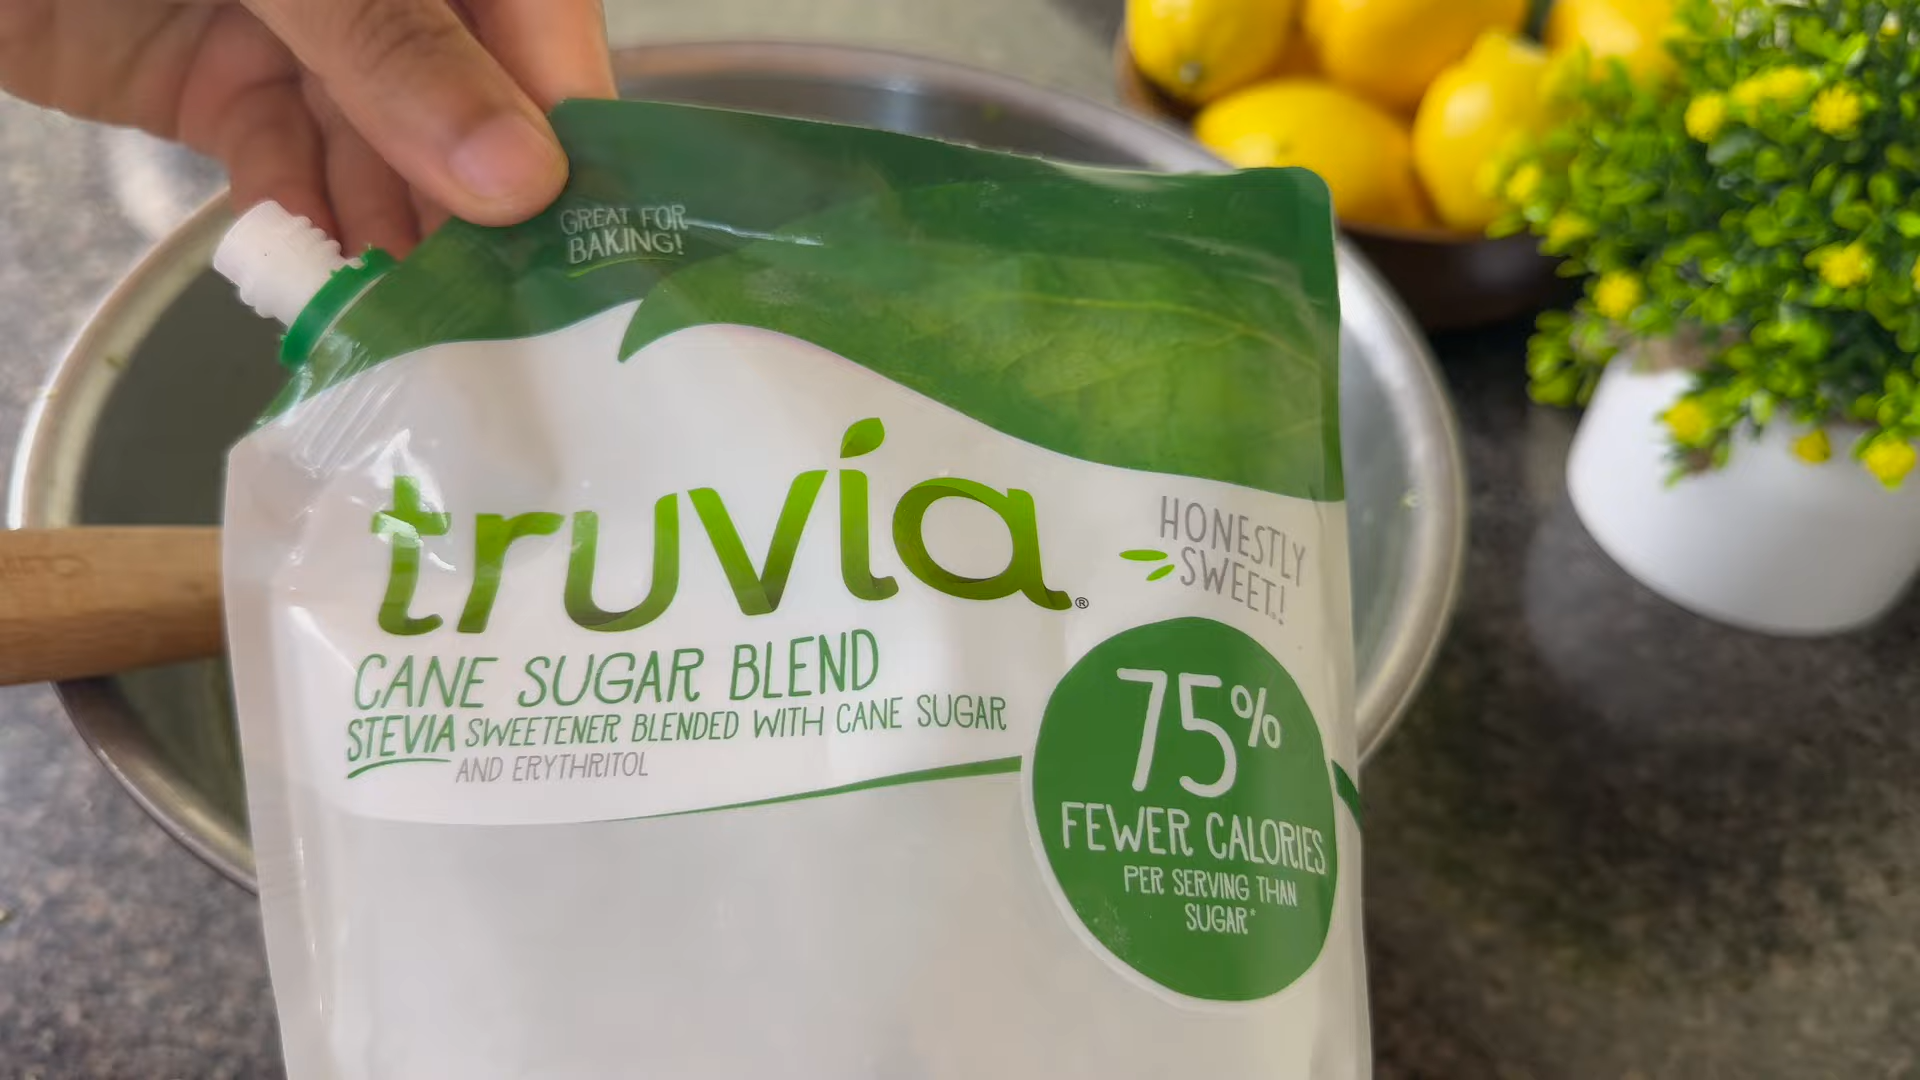 GREAT FOR
BAKING!
truvia®
HONESTLY
SWEET!
CANE SUGAR BLEND
STEVIA SWEETENER BLENDED WITH CANE SUGAR
AND ERYTHRITOL
75%
FEWER CALORIES
PER SERVING THAN
SUGAR*